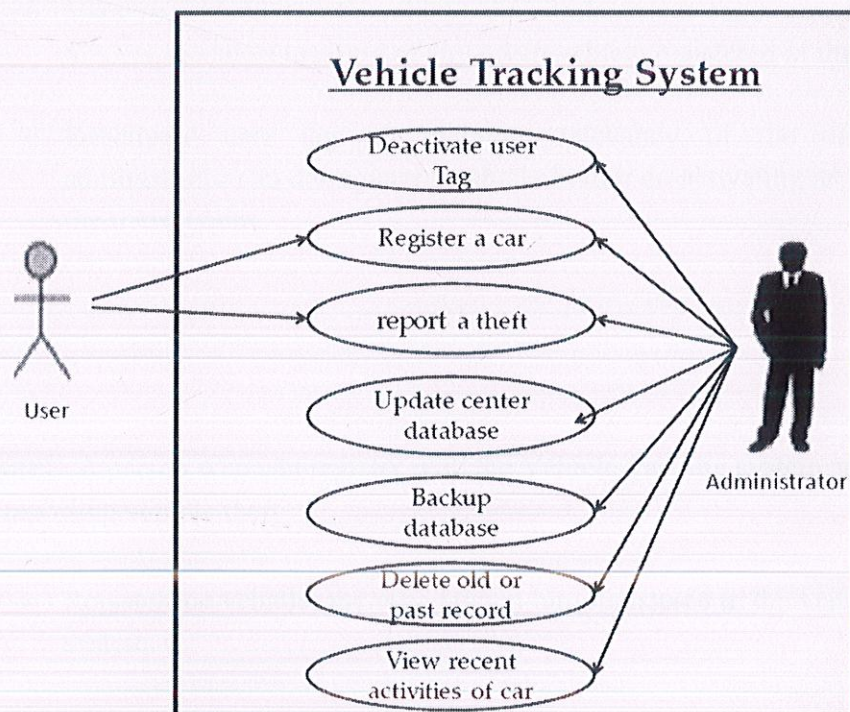 Vehicle Tracking System
Deactivate user
Tag
Register a car
report a theft
Update center
database
Backup
database
Delete old or
past record
View recent
activities of car
User
Administrator